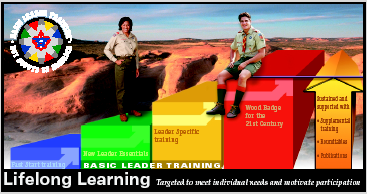 Fast Start training
New Leader Essentials
Leader Specific
training
Wood Badge
for the
21st Century
Sustained and
supported with
• Supplemental
training
• Roundtables
• Publications
BASIC LEADER TRAINING,
Lifelong Learning Targeted to meet individual needs and motivate participation